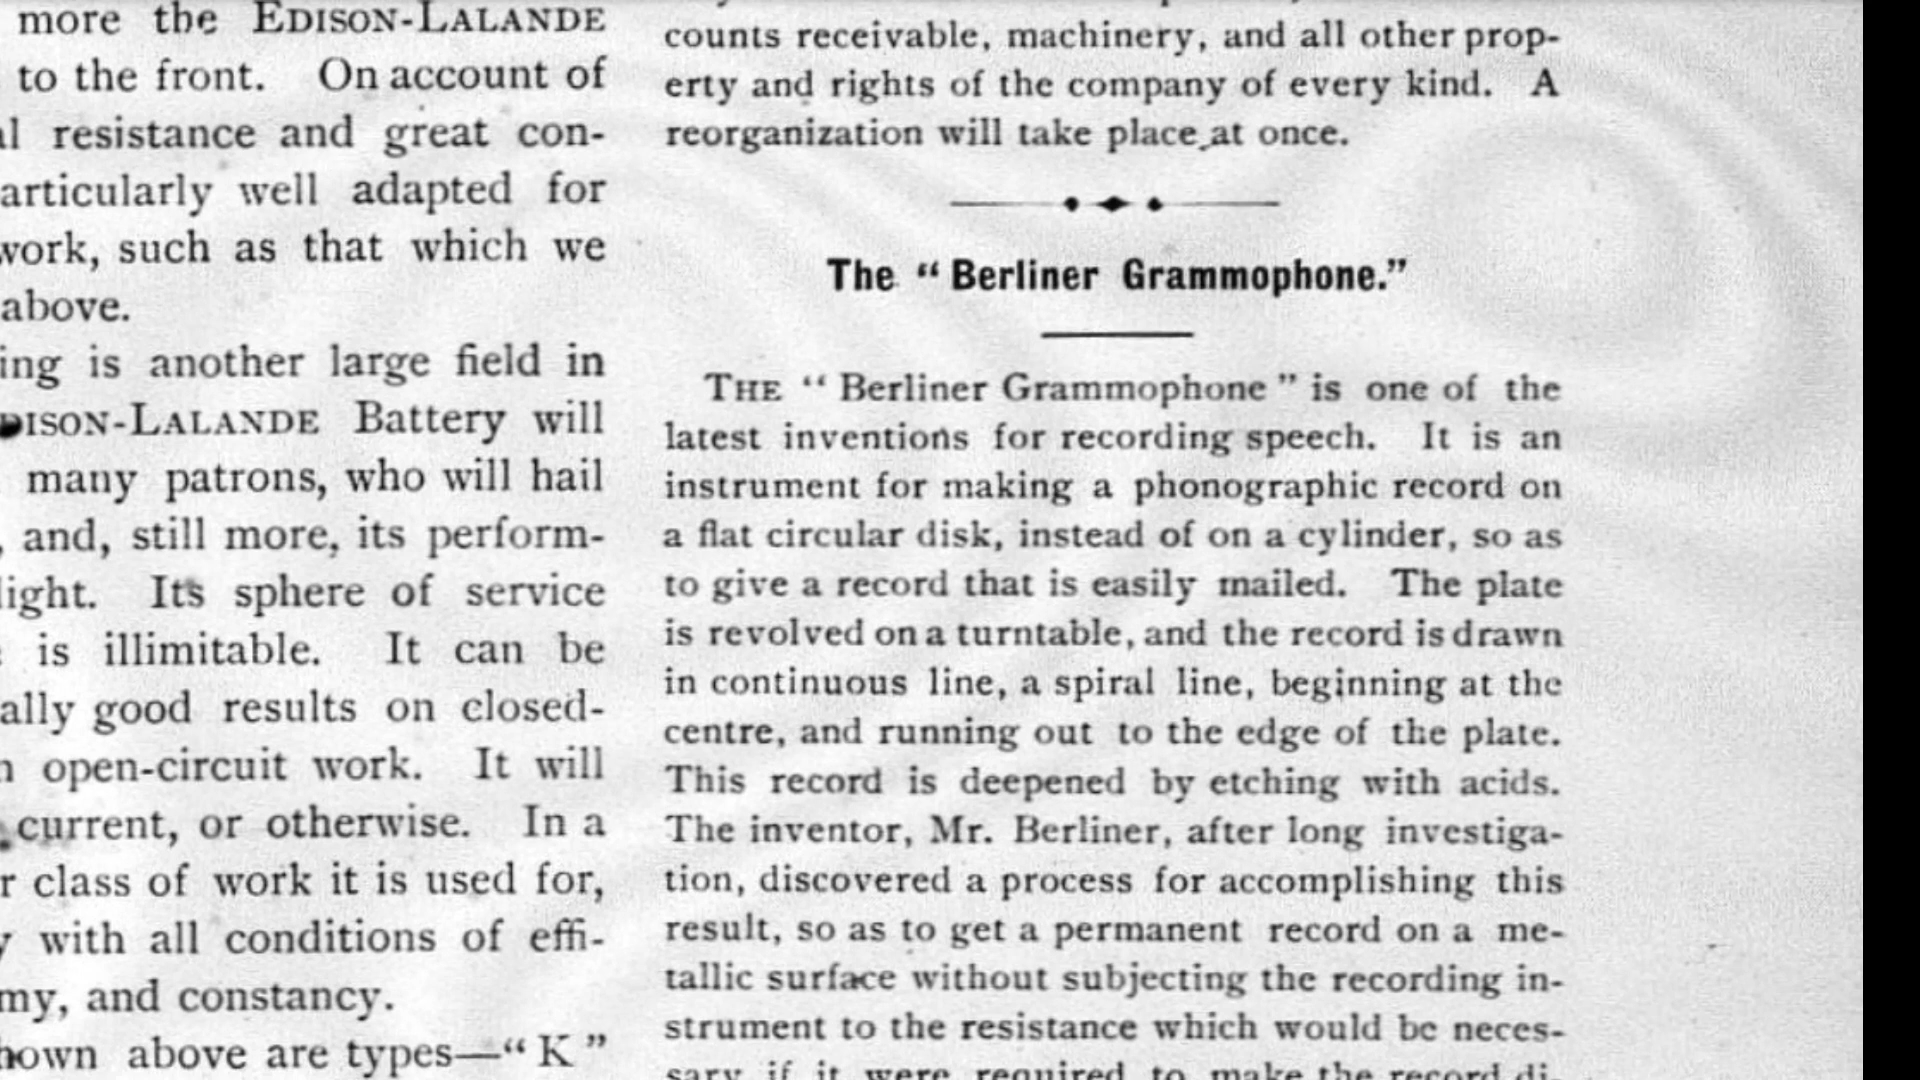 more the EDISON-LALANDE
to the front. On account of
resistance and great con-
articularly well adapted for
work, such as that which we
above.
ing is another large field in
DISON-LALANDE Battery will
many patrons, who will hail
, and, still more, its perform-
light. Its sphere of service
is illimitable. It can be
ally good results on closed-
open-circuit work. It will
current, or otherwise. In a
r class of work it is used for,
y with all conditions of effi-
my, and constancy.
hown above are types—“K”
counts receivable, machinery, and all other prop-
erty and rights of the company of every kind. A
reorganization will take place at once.
The “Berliner Grammophone.”
THE “Berliner Grammophone” is one of the
latest inventions for recording speech. It is an
instrument for making a phonographic record on
a flat circular disk, instead of on a cylinder, so as
to give a record that is easily mailed. The plate
is revolved on a turntable, and the record is drawn
in continuous line, a spiral line, beginning at the
centre, and running out to the edge of the plate.
This record is deepened by etching with acids.
The inventor, Mr. Berliner, after long investiga-
tion, discovered a process for accomplishing this
result, so as to get a permanent record on a me-
tallic surface without subjecting the recording in-
strument to the resistance which would be neces-
sary if it were required to make the record di-